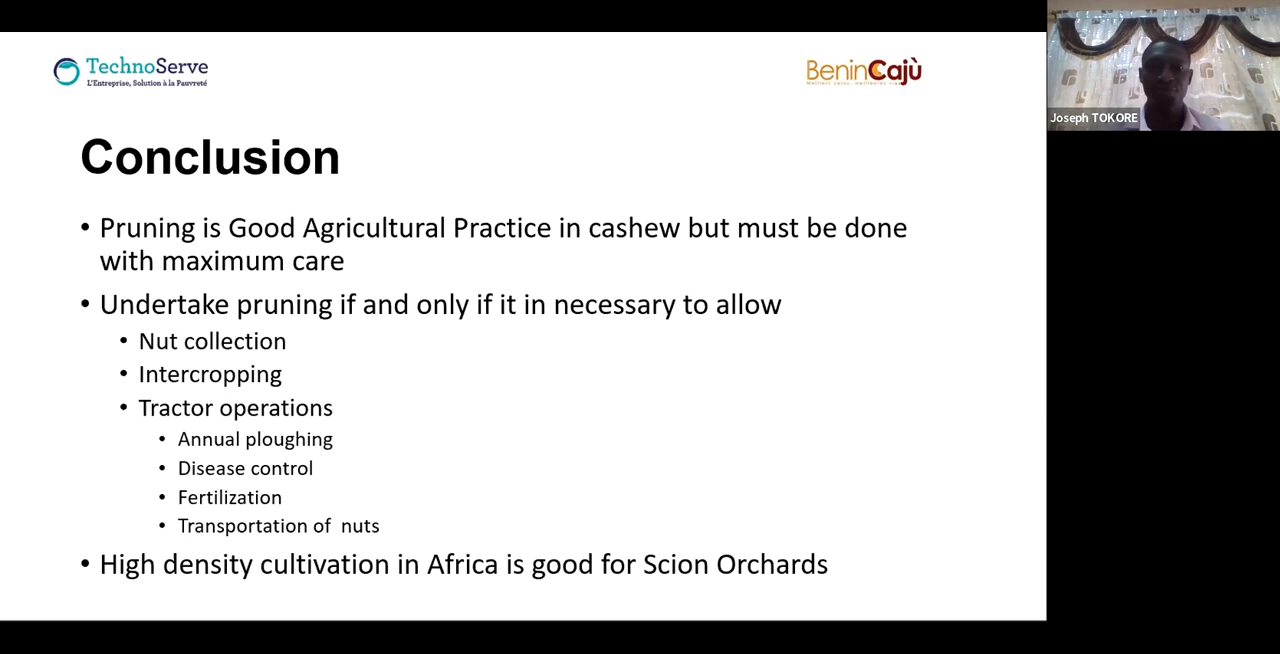 TechnoServe
L'Entreprise, Solution à la Pauvreté
BeninCajù
Joseph TOKORE
Conclusion
• Pruning is Good Agricultural Practice in cashew but must be done
with maximum care
• Undertake pruning if and only if it in necessary to allow
• Nut collection
• Intercropping
• Tractor operations
• Annual ploughing
• Disease control
• Fertilization
• Transportation of nuts
• High density cultivation in Africa is good for Scion Orchards